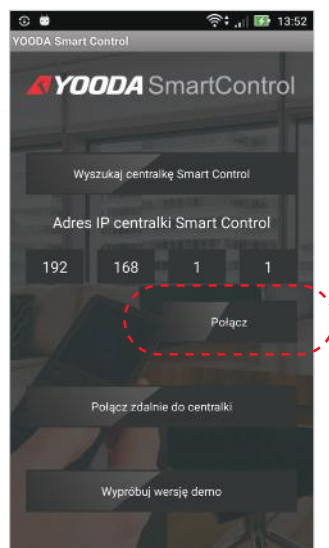 13:52
YOODA Smart Control
YOODA SmartControl
Wyszukaj centralkę Smart Control
Adres IP centralki Smart Control
192 168 1 1
Połącz
Połącz zdalnie do centralki
Wypróbuj wersję demo